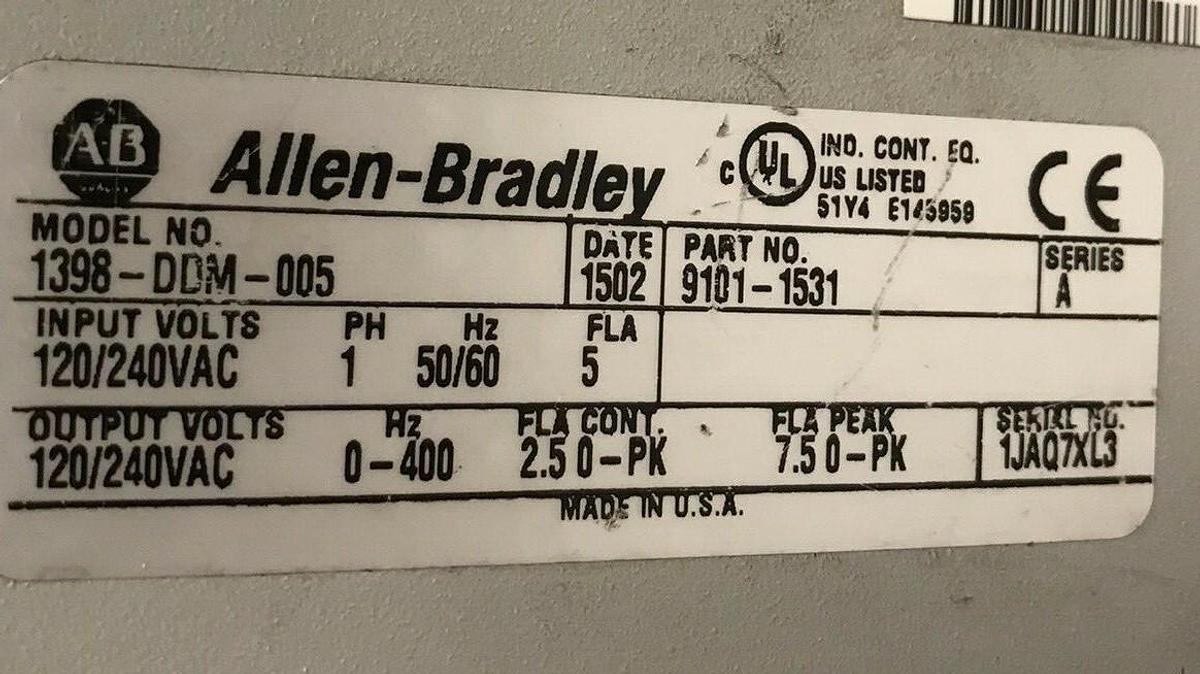 AB
Allen-Bradley
C UL
IND. CONT. EQ.
US LISTED
51Y4 E145959
CE
MODEL NO. DATE PART NO. SERIES
1398-DDM-005 1502 9101-1531 A
INPUT VOLTS PH Hz FLA
120/240VAC 1 50/60 5
OUTPUT VOLTS Hz FLA CONT. FLA PEAK SERIAL NO.
120/240VAC 0-400 2.5 0-PK 7.5 0-PK 1JAQ7XL3
MADE IN U.S.A.